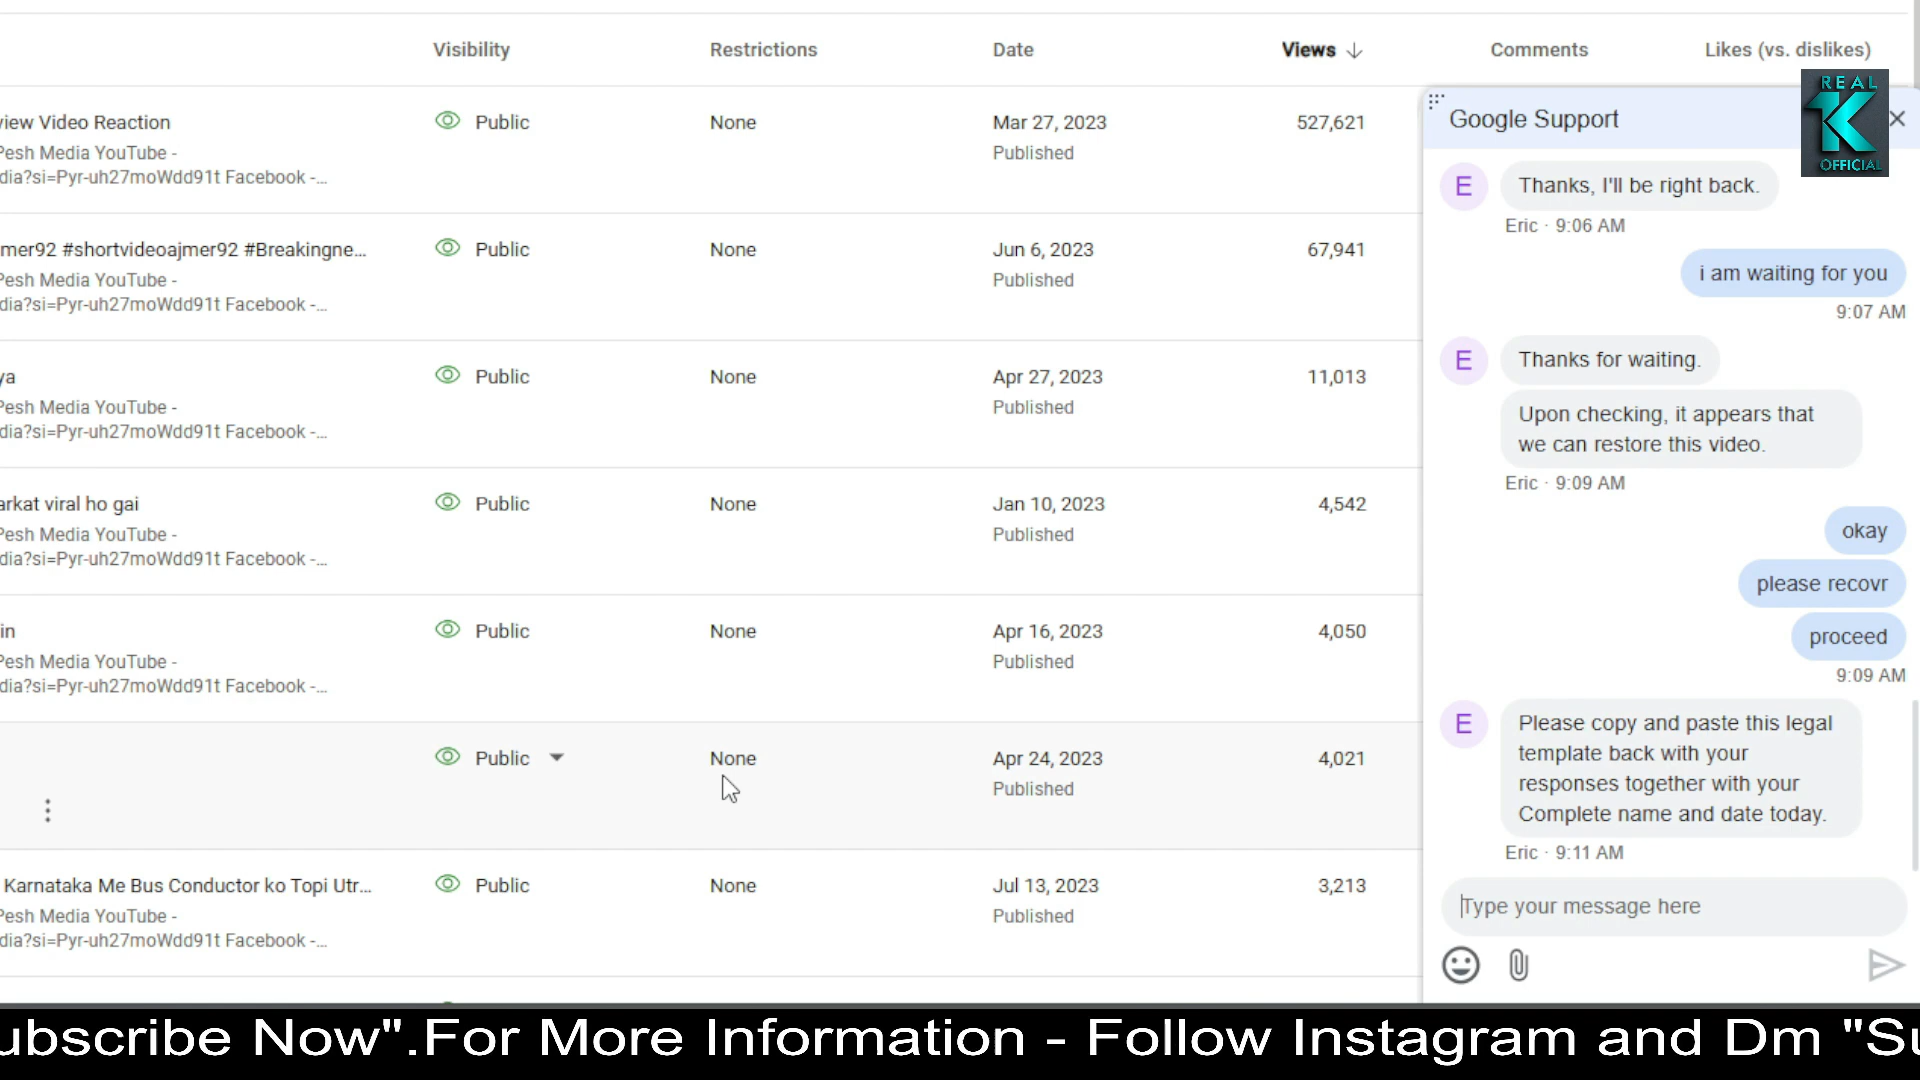 Visibility Restrictions Date Views Comments Likes (vs. dislikes)
view Video Reaction Public None Mar 27, 2023 527,621
Pesh Media YouTube - Published
dia?si=Pyr-uh27moWdd91t Facebook -...
mer92 #shortvideoajmer92 #Breakingne... Public None Jun 6, 2023 67,941
Pesh Media YouTube - Published
dia?si=Pyr-uh27moWdd91t Facebook -...
ya Public None Apr 27, 2023 11,013
Pesh Media YouTube - Published
dia?si=Pyr-uh27moWdd91t Facebook -...
arkat viral ho gai Public None Jan 10, 2023 4,542
Pesh Media YouTube - Published
dia?si=Pyr-uh27moWdd91t Facebook -...
in Public None Apr 16, 2023 4,050
Pesh Media YouTube - Published
dia?si=Pyr-uh27moWdd91t Facebook -...
Public None Apr 24, 2023 4,021
Published
Karnataka Me Bus Conductor ko Topi Utr... Public None Jul 13, 2023 3,213
Pesh Media YouTube - Published
dia?si=Pyr-uh27moWdd91t Facebook -...
REAL
1K
OFFICIAL
Google Support
E Thanks, I'll be right back.
Eric · 9:06 AM
i am waiting for you
9:07 AM
E Thanks for waiting.
Upon checking, it appears that
we can restore this video.
Eric · 9:09 AM
okay
please recovr
proceed
9:09 AM
E Please copy and paste this legal
template back with your
responses together with your
Complete name and date today.
Eric · 9:11 AM
Type your message here
ubscribe Now".For More Information - Follow Instagram and Dm "Su